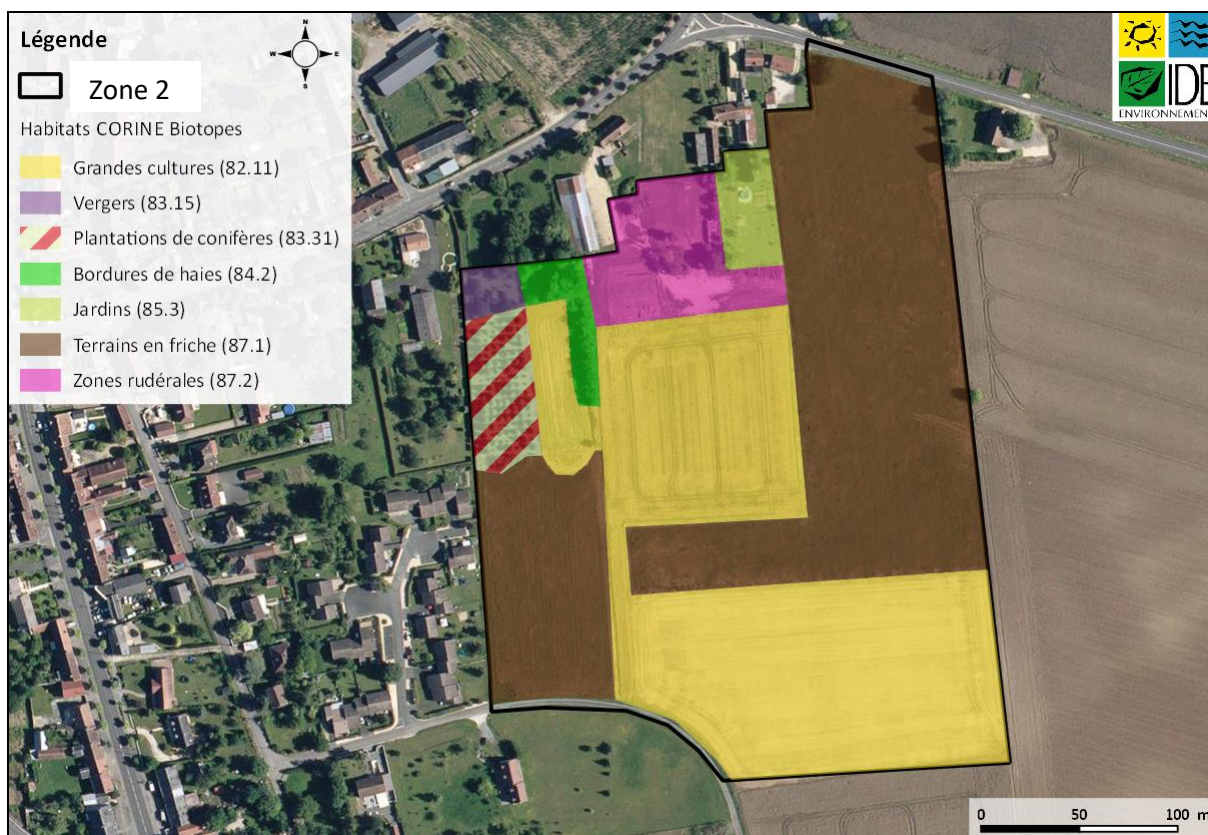 Légende
N
W E
S
Zone 2
Habitats CORINE Biotopes
Grandes cultures (82.11)
Vergers (83.15)
Plantations de conifères (83.31)
Bordures de haies (84.2)
Jardins (85.3)
Terrains en friche (87.1)
Zones rudérales (87.2)
IDE
ENVIRONNEMENT
0 50 100 m